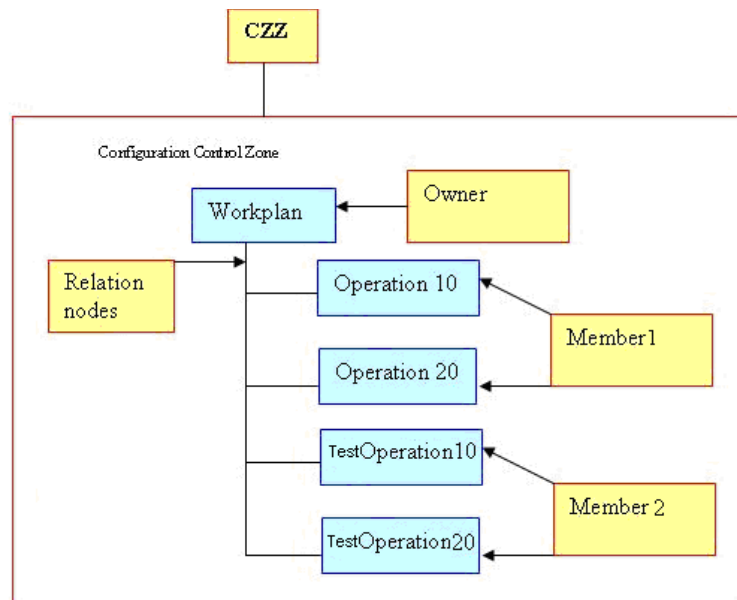 CZZ
Configuration Control Zone
Workplan
Owner
Relation
nodes
Operation 10
Member1
Operation 20
TestOperation10
Member 2
TestOperation20